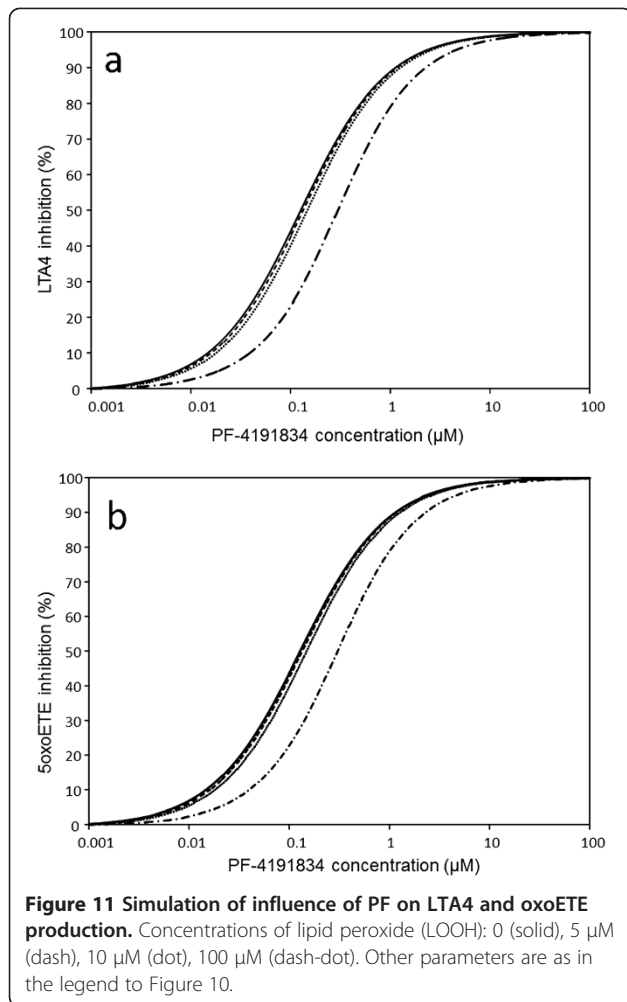 a
100
90
80
70
60
50
40
30
20
10
0
LTA4 inhibition (%)
0.001 0.01 0.1 1 10 100
PF-4191834 concentration (µM)
b
100
90
80
70
60
50
40
30
20
10
0
5oxoETE inhibition (%)
0.001 0.01 0.1 1 10 100
PF-4191834 concentration (µM)
Figure 11 Simulation of influence of PF on LTA4 and oxoETE
production. Concentrations of lipid peroxide (LOOH): 0 (solid), 5 µM
(dash), 10 µM (dot), 100 µM (dash-dot). Other parameters are as in
the legend to Figure 10.